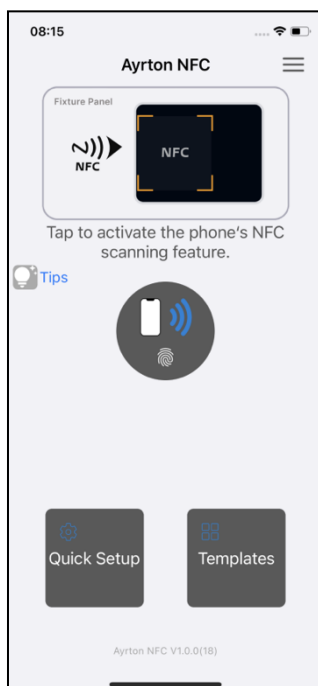 08:15
Ayrton NFC
Fixture Panel
NFC
NFC
Tap to activate the phone's NFC
scanning feature.
Tips
Quick Setup
Templates
Ayrton NFC V1.0.0(18)